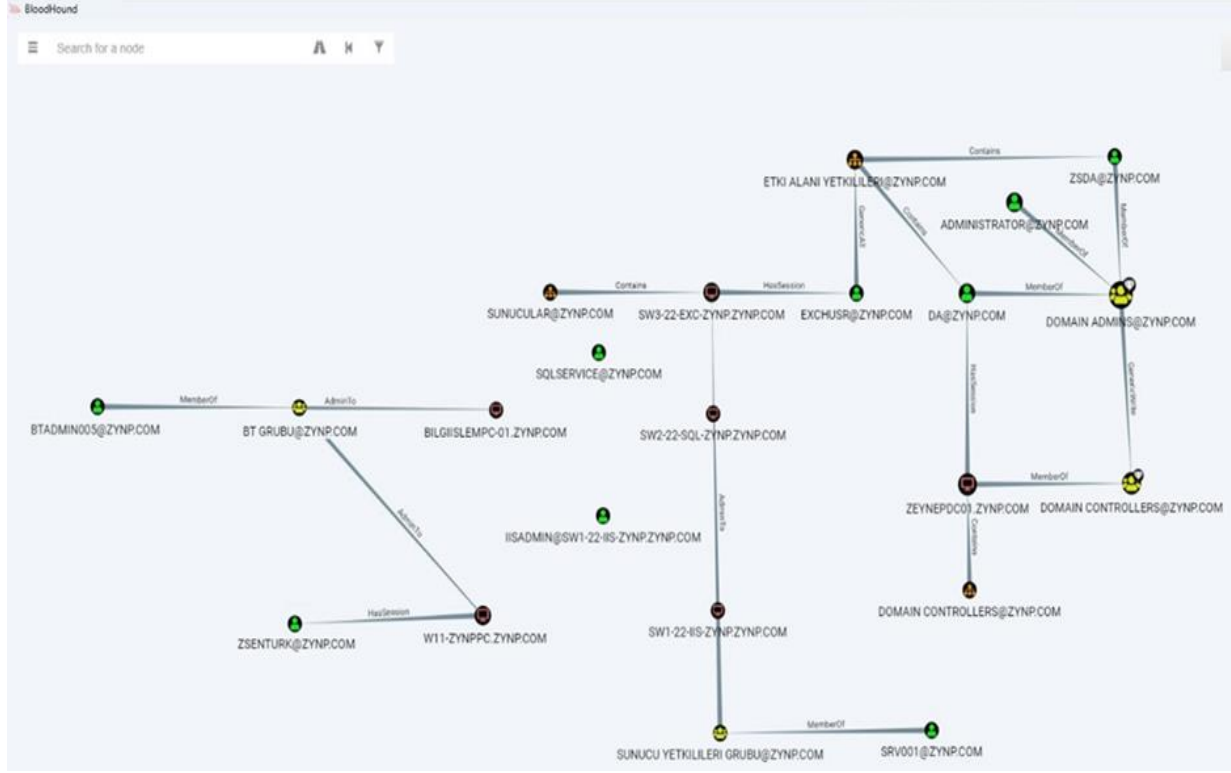 BloodHound
Search for a node
Contains
ETKI ALANI YETKILILERI@ZYNP.COM
ZSDA@ZYNP.COM
GenericAll
Contains
ADMINISTRATOR@ZYNP.COM
MemberOf
MemberOf
Contains
HasSession
MemberOf
SUNUCULAR@ZYNP.COM
SW3-22-EXC-ZYNP.ZYNP.COM
EXCHUSR@ZYNP.COM
DA@ZYNP.COM
DOMAIN ADMINS@ZYNP.COM
SQLSERVICE@ZYNP.COM
HasSession
GenericWrite
MemberOf
AdminTo
BTADMIN005@ZYNP.COM
BT GRUBU@ZYNP.COM
BILGIISLEMPC-01.ZYNP.COM
SW2-22-SQL-ZYNP.ZYNP.COM
MemberOf
ZEYNEPDC01.ZYNP.COM
DOMAIN CONTROLLERS@ZYNP.COM
AdminTo
AdminTo
IISADMIN@SW1-22-IIS-ZYNP.ZYNP.COM
Contains
DOMAIN CONTROLLERS@ZYNP.COM
HasSession
ZSENTURK@ZYNP.COM
W11-ZYNPPC.ZYNP.COM
SW1-22-IIS-ZYNP.ZYNP.COM
MemberOf
SUNUCU YETKILILERI GRUBU@ZYNP.COM
SRV001@ZYNP.COM